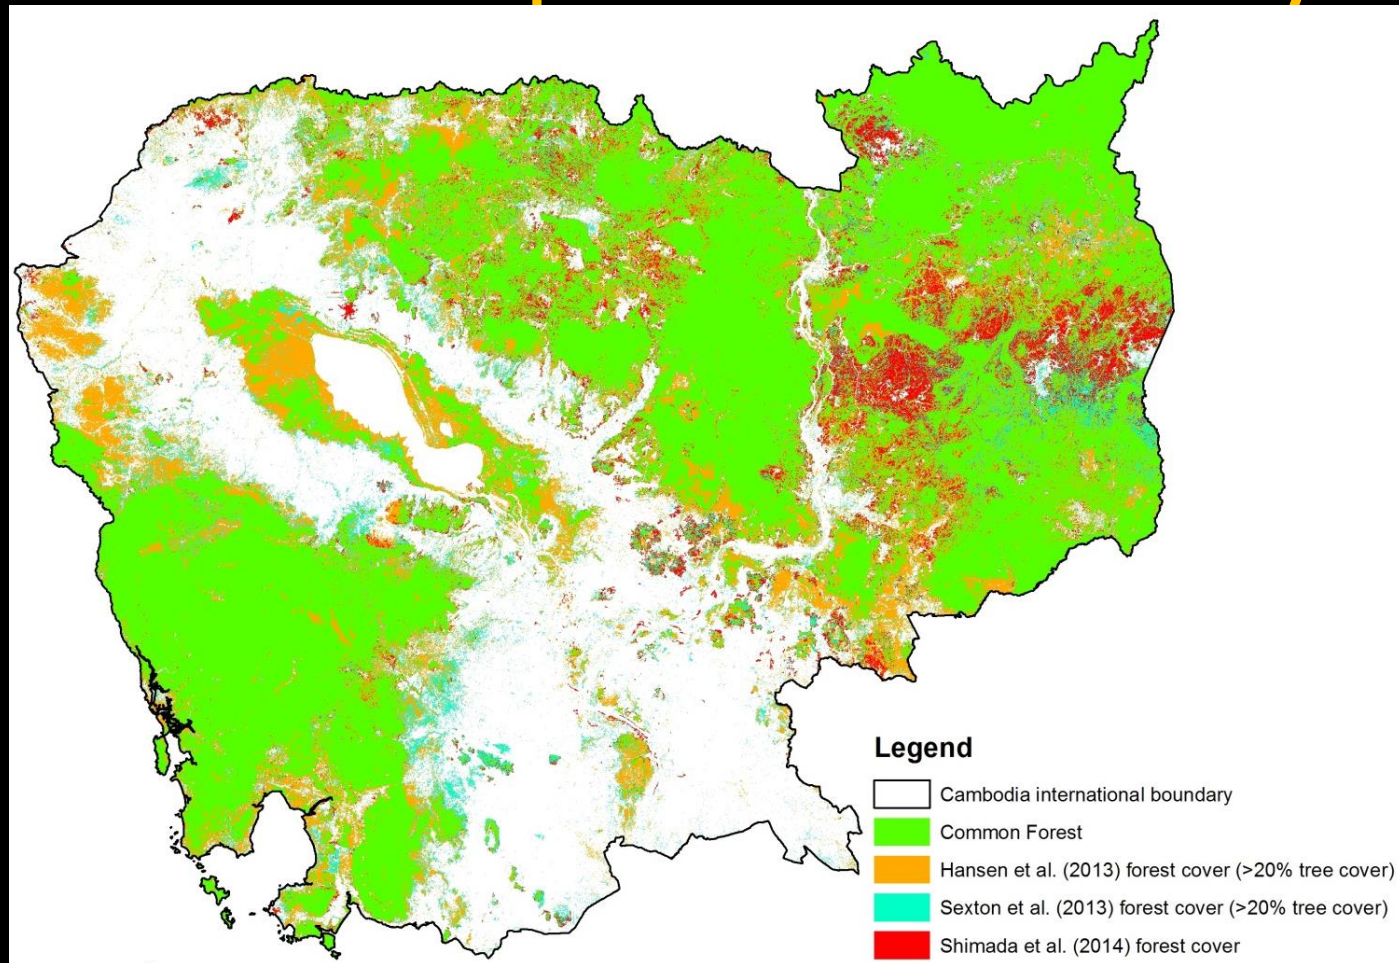 Legend
Cambodia international boundary
Common Forest
Hansen et al. (2013) forest cover (>20% tree cover)
Sexton et al. (2013) forest cover (>20% tree cover)
Shimada et al. (2014) forest cover